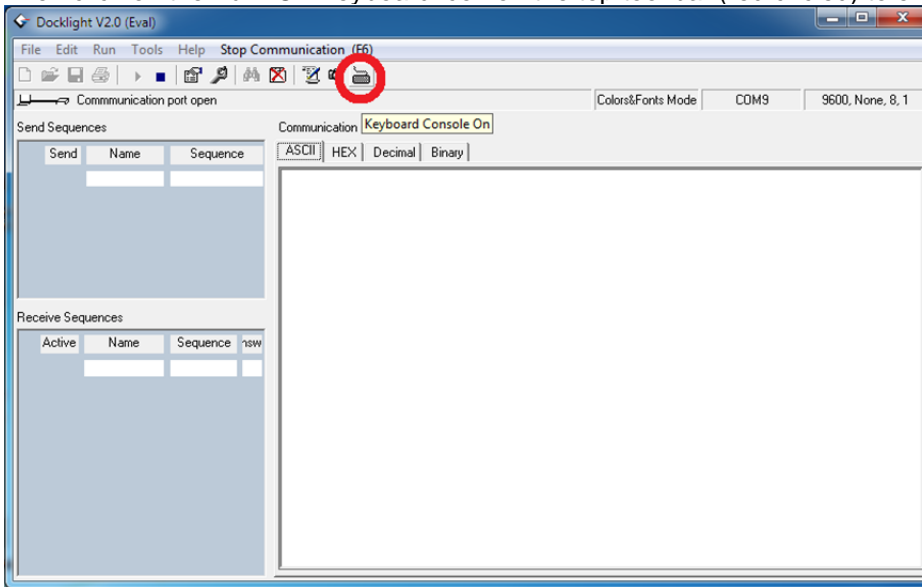 Docklight V2.0 (Eval)
File Edit Run Tools Help Stop Communication (F6)
Commmunication port open Colors&Fonts Mode COM9 9600, None, 8, 1
Send Sequences
Communication Keyboard Console On
Send Name Sequence
ASCII HEX Decimal Binary
Receive Sequences
Active Name Sequence nsw